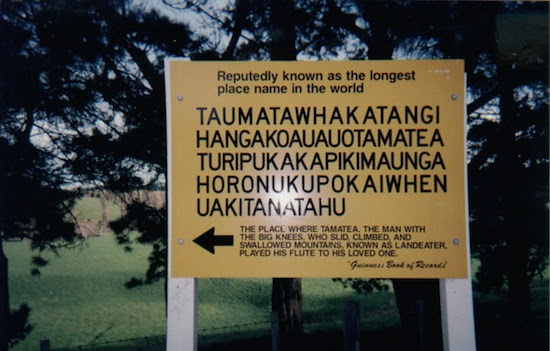 Reputedly known as the longest
place name in the world
TAUMATAWHAKATANGI
HANGAKOAUAUOTAMATEA
TURIPUKAKAPIKIMAUNGA
HORONUKUPOKAIWHEN
UAKITANATAHU
THE PLACE WHERE TAMATEA, THE MAN WITH
THE BIG KNEES, WHO SLID, CLIMBED, AND
SWALLOWED MOUNTAINS, KNOWN AS LANDEATER,
PLAYED HIS FLUTE TO HIS LOVED ONE.
"Guinness Book of Records"